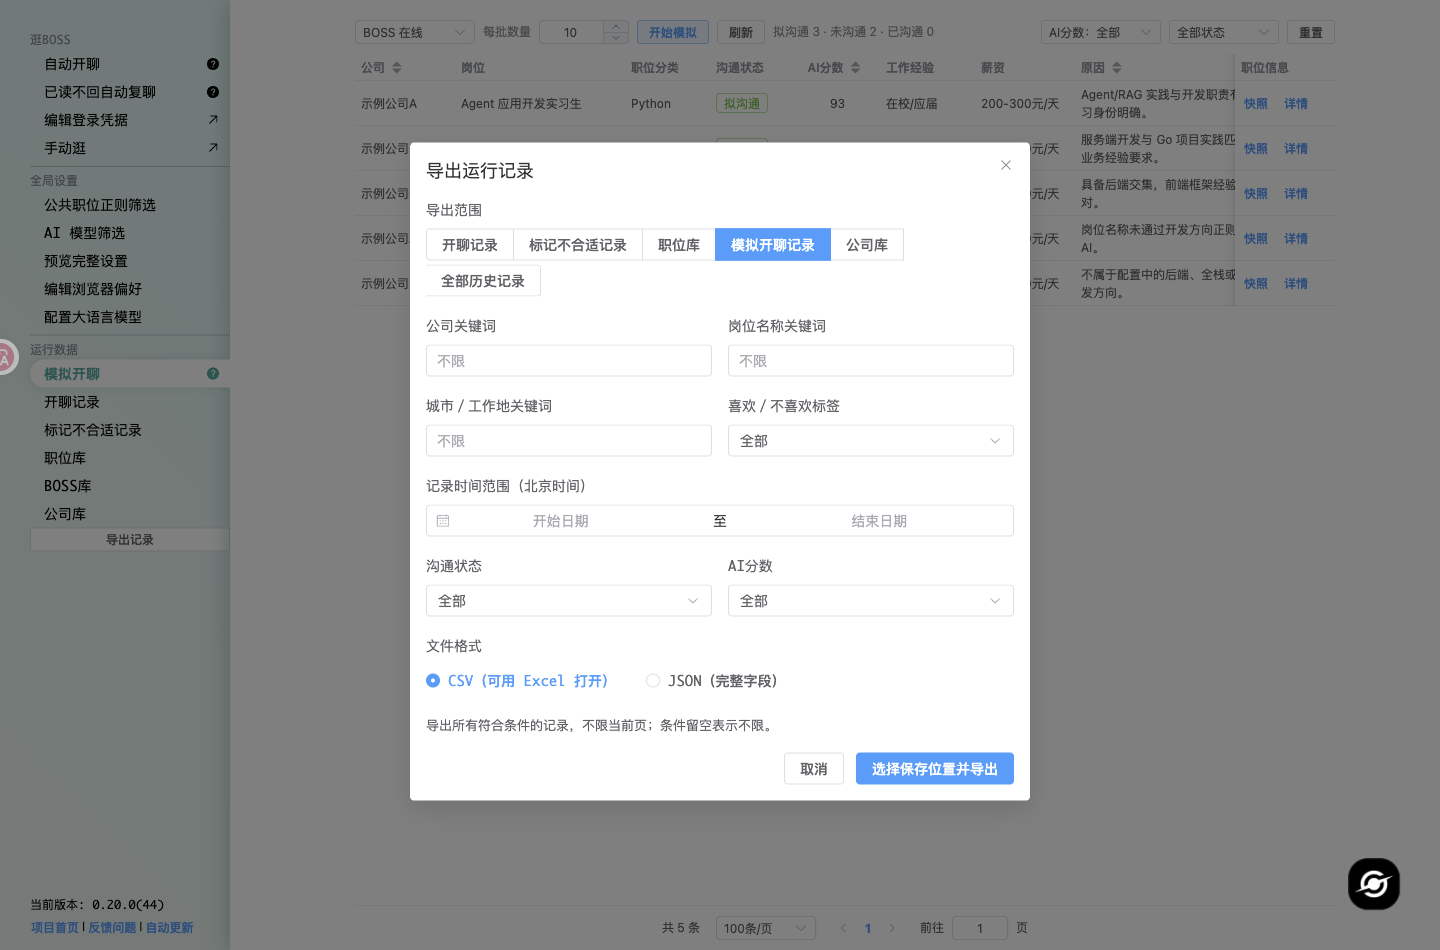 逛BOSS
自动开聊
已读不回自动复聊
编辑登录凭据
手动逛
全局设置
公共职位正则筛选
AI 模型筛选
预览完整设置
编辑浏览器偏好
配置大语言模型
运行数据
模拟开聊
开聊记录
标记不合适记录
职位库
BOSS库
公司库
导出记录
当前版本: 0.20.0(44)
项目首页 | 反馈问题 | 自动更新
BOSS 在线 每批数量 10 开始模拟 刷新 拟沟通 3 · 未沟通 2 · 已沟通 0 AI分数: 全部 全部状态 重置
公司 岗位 职位分类 沟通状态 AI分数 工作经验 薪资 原因 职位信息
示例公司A Agent 应用开发实习生 Python 拟沟通 93 在校/应届 200-300元/天 Agent/RAG 实践与开发职责
习身份明确。 快照 详情
示例公司 元/天 服务端开发与 Go 项目实践匹
业务经验要求。 快照 详情
示例公司 元/天 具备后端交集，前端框架经验
对。 快照 详情
示例公司 元/天 岗位名称未通过开发方向正则
AI。 快照 详情
示例公司 元/天 不属于配置中的后端、全栈或
发方向。 快照 详情
导出运行记录
导出范围
开聊记录 标记不合适记录 职位库 模拟开聊记录 公司库
全部历史记录
公司关键词 岗位名称关键词
不限 不限
城市 / 工作地关键词 喜欢 / 不喜欢标签
不限 全部
记录时间范围（北京时间）
开始日期 至 结束日期
沟通状态 AI分数
全部 全部
文件格式
CSV（可用 Excel 打开） JSON（完整字段）
导出所有符合条件的记录，不限当前页；条件留空表示不限。
取消 选择保存位置并导出
共 5 条 100条/页 1 前往 1 页